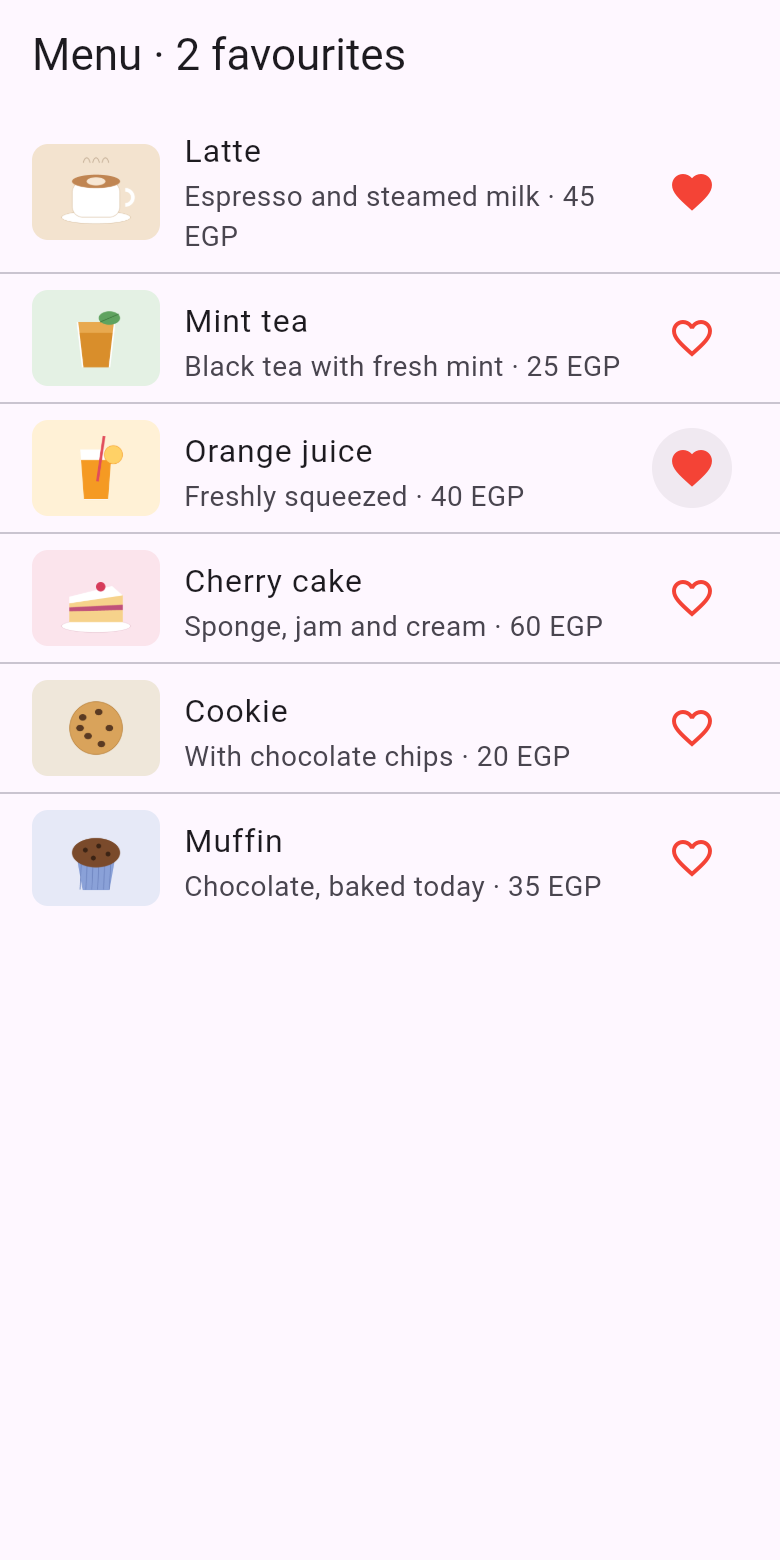 Menu · 2 favourites
Latte
Espresso and steamed milk · 45
EGP
Mint tea
Black tea with fresh mint · 25 EGP
Orange juice
Freshly squeezed · 40 EGP
Cherry cake
Sponge, jam and cream · 60 EGP
Cookie
With chocolate chips · 20 EGP
Muffin
Chocolate, baked today · 35 EGP